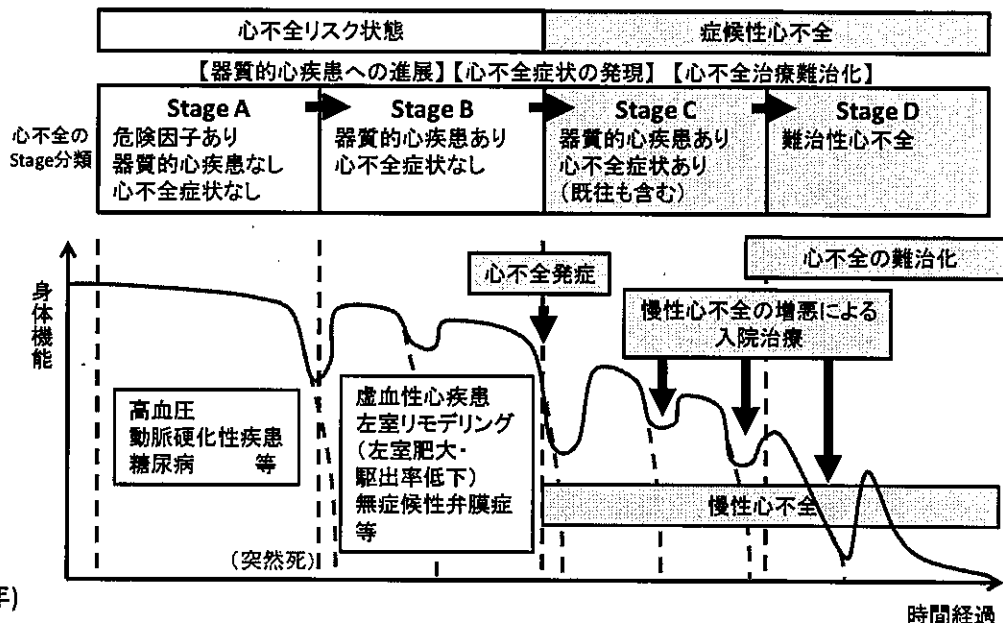 心不全リスク状態
症候性心不全
【器質的心疾患への進展】【心不全症状の発現】【心不全治療難治化】
心不全の
Stage分類
Stage A
危険因子あり
器質的心疾患なし
心不全症状なし
Stage B
器質的心疾患あり
心不全症状なし
Stage C
器質的心疾患あり
心不全症状あり
(既往も含む)
Stage D
難治性心不全
身体機能
心不全発症
心不全の難治化
慢性心不全の増悪による
入院治療
高血圧
動脈硬化性疾患
糖尿病 等
虚血性心疾患
左室リモデリング
(左室肥大・
駆出率低下)
無症候性弁膜症
等
慢性心不全
(突然死)
年)
時間経過